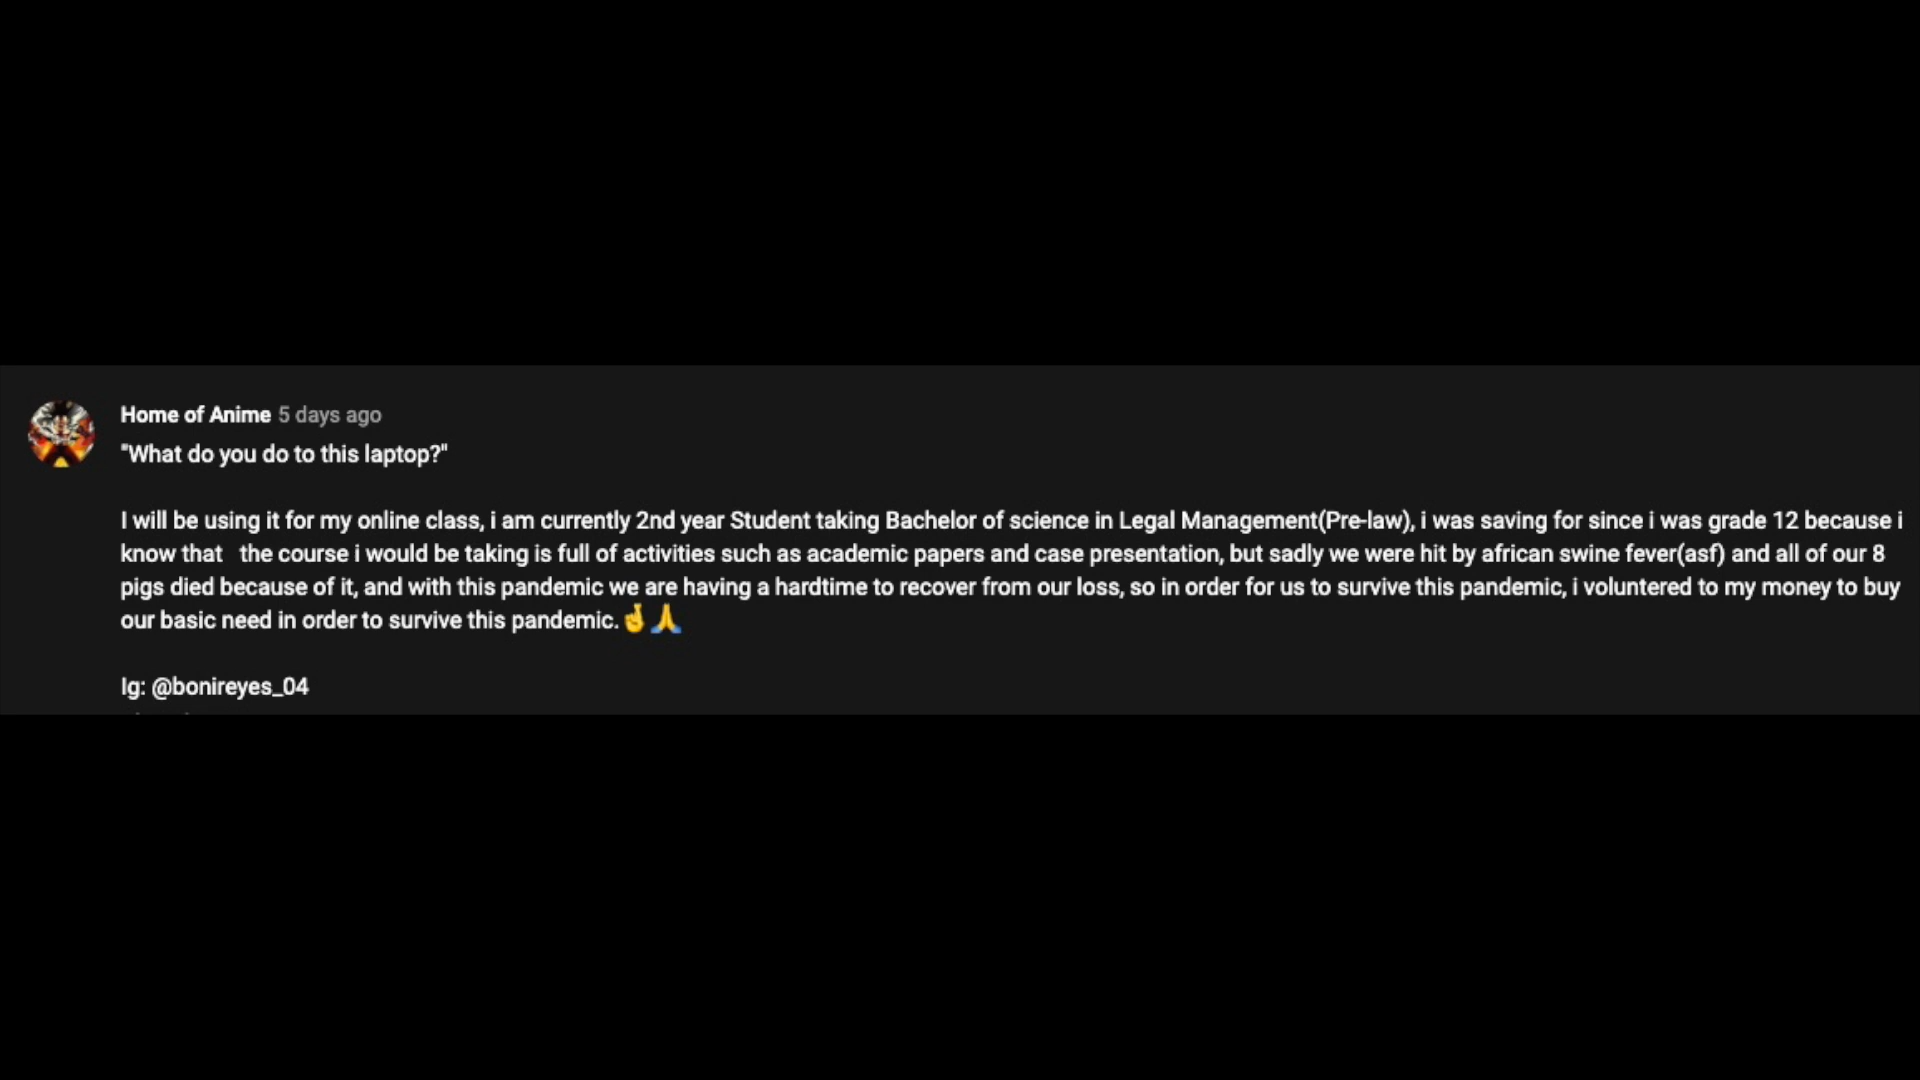 Home of Anime 5 days ago
"What do you do to this laptop?"
I will be using it for my online class, i am currently 2nd year Student taking Bachelor of science in Legal Management(Pre-law), i was saving for since i was grade 12 because i
know that the course i would be taking is full of activities such as academic papers and case presentation, but sadly we were hit by african swine fever(asf) and all of our 8
pigs died because of it, and with this pandemic we are having a hardtime to recover from our loss, so in order for us to survive this pandemic, i voluntered to my money to buy
our basic need in order to survive this pandemic.🤞🙏
Ig: @bonireyes_04